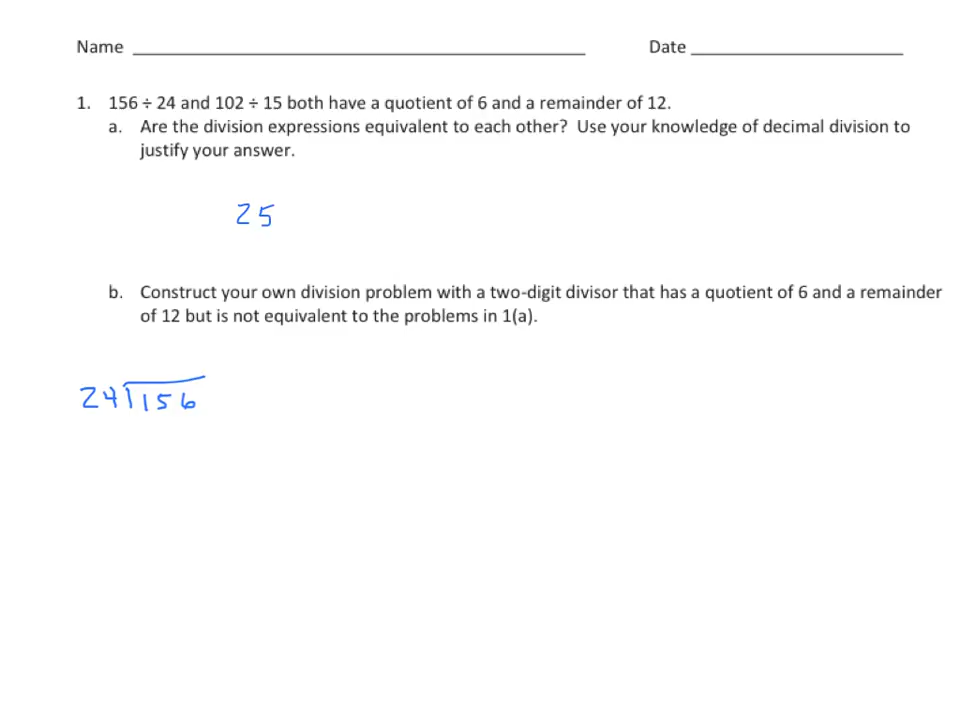 Name ____________________ Date ____________________
1. 156 ÷ 24 and 102 ÷ 15 both have a quotient of 6 and a remainder of 12.
a. Are the division expressions equivalent to each other? Use your knowledge of decimal division to
justify your answer.
25
b. Construct your own division problem with a two-digit divisor that has a quotient of 6 and a remainder
of 12 but is not equivalent to the problems in 1(a).
24)156